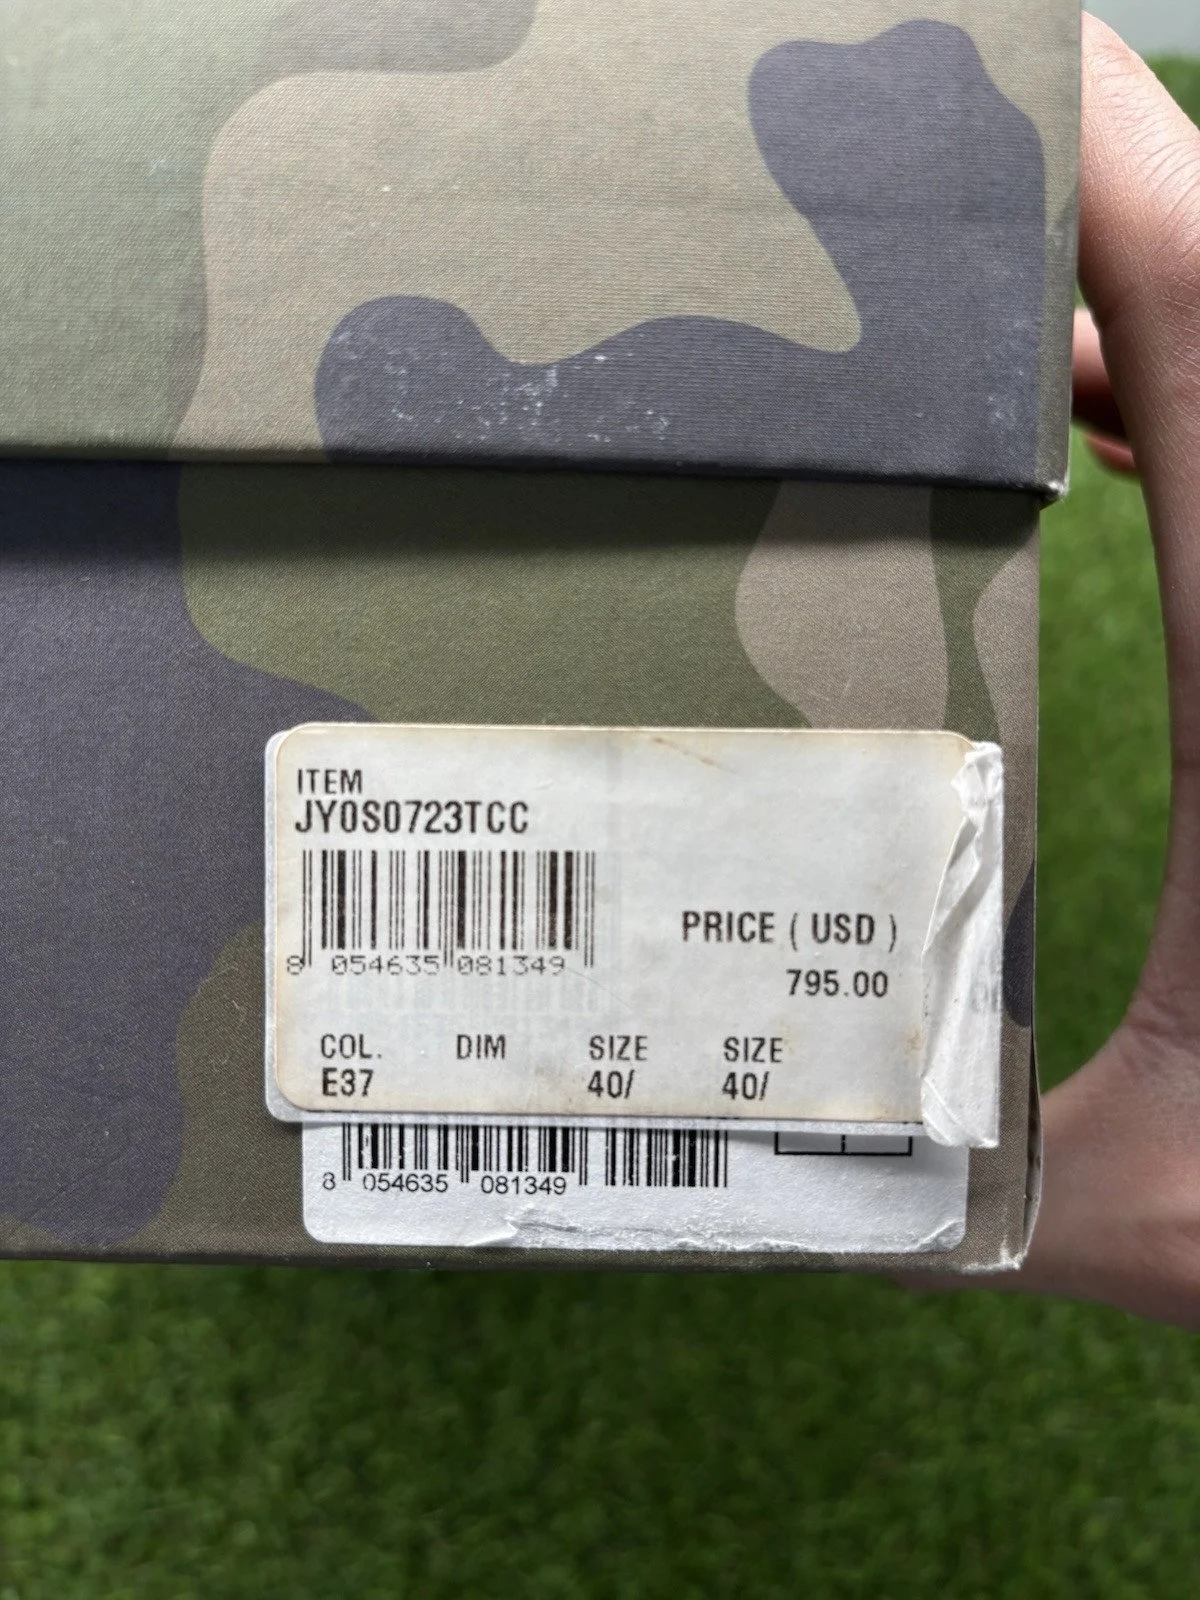 ITEM
JY0S0723TCC
8 054635 081349
PRICE ( USD )
795.00
COL. DIM SIZE SIZE
E37 40/ 40/
8 054635 081349